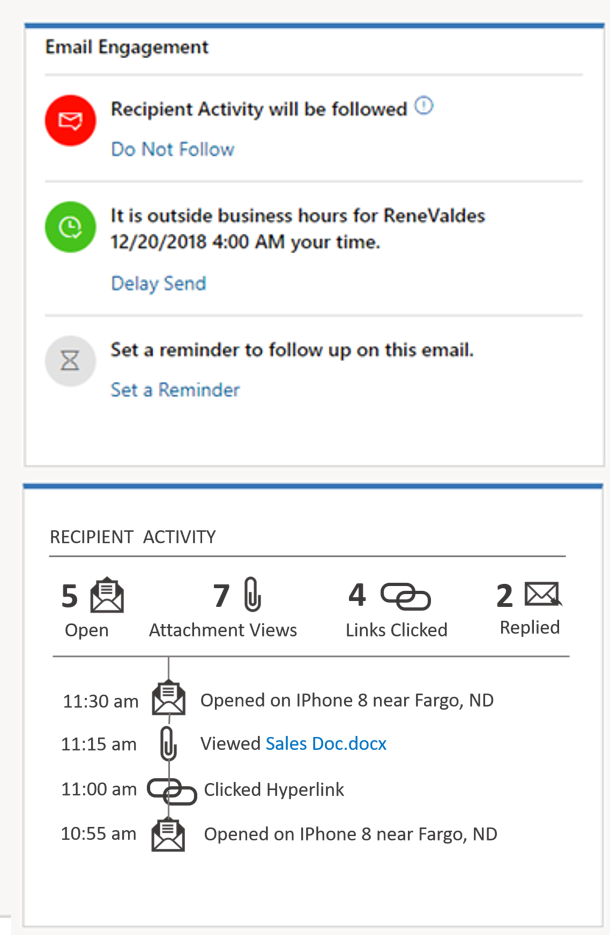 Email Engagement
Recipient Activity will be followed
Do Not Follow
It is outside business hours for ReneValdes
12/20/2018 4:00 AM your time.
Delay Send
Set a reminder to follow up on this email.
Set a Reminder
RECIPIENT ACTIVITY
5 7 4 2
Open Attachment Views Links Clicked Replied
11:30 am Opened on IPhone 8 near Fargo, ND
11:15 am Viewed Sales Doc.docx
11:00 am Clicked Hyperlink
10:55 am Opened on IPhone 8 near Fargo, ND